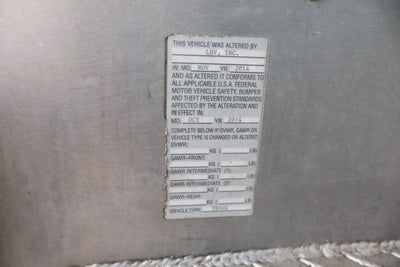 THIS VEHICLE WAS ALTERED BY:
LDV, INC.
IN: MO. NOV YR. 2014
AND AS ALTERED IT CONFORMS TO
ALL APPLICABLE U.S.A. FEDERAL
MOTOR VEHICLE SAFETY, BUMPER
AND THEFT PREVENTION STANDARDS
AFFECTED BY THE ALTERATION AND
IN EFFECT IN:
MO. OCT YR. 2014
COMPLETE BELOW IF GVWR, GAWR OR
VEHICLE TYPE IS CHANGED OR ALTERED
GVWR:
KG ( LB)
GAWR-FRONT:
KG ( LB)
GAWR INTERMEDIATE (1)
KG ( LB)
GAWR INTERMEDIATE (2)
KG ( LB)
GAWR-REAR:
KG ( LB)
VEHICLE TYPE: TRUCK